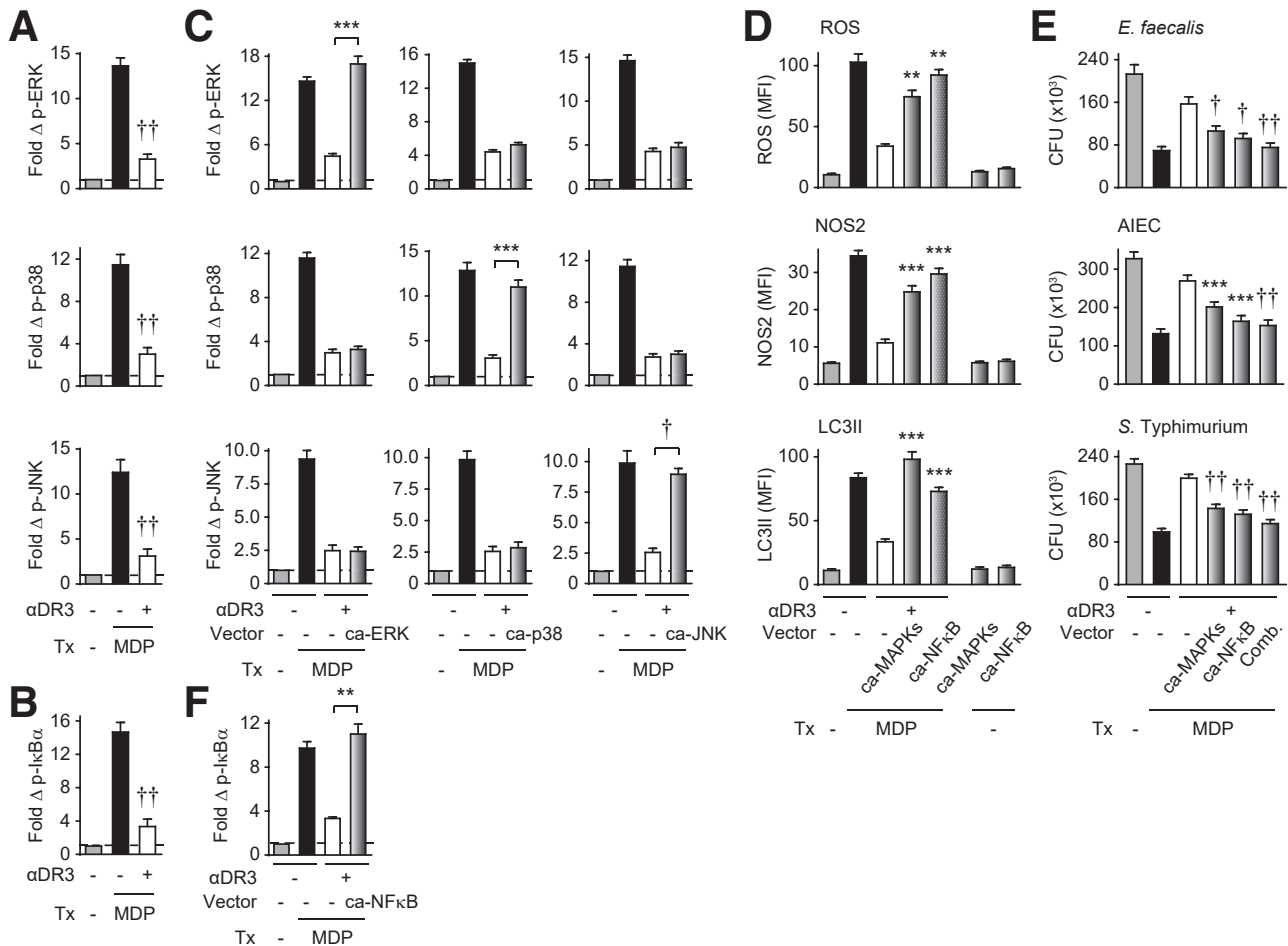 A
Fold Δ p-ERK
15
10
5
0
††
Fold Δ p-p38
12
8
4
0
††
Fold Δ p-JNK
15
10
5
0
††
αDR3 - - +
Tx - MDP
B
Fold Δ p-IκBα
16
12
8
4
0
††
αDR3 - - +
Tx - MDP
C
Fold Δ p-ERK
18
12
6
0
***
16
12
8
4
0
15
10
5
0
Fold Δ p-p38
12
8
4
0
15
10
5
0
***
12
8
4
0
Fold Δ p-JNK
10.0
7.5
5.0
2.5
0
10.0
7.5
5.0
2.5
0
10.0
7.5
5.0
2.5
0
†
αDR3 - + - + - +
Vector - - - ca-ERK - - - ca-p38 - - - ca-JNK
Tx - MDP - MDP - MDP
F
Fold Δ p-IκBα
12
8
4
0
**
αDR3 - +
Vector - - - ca-NFκB
Tx - MDP
D
ROS
ROS (MFI)
100
50
0
** **
NOS2
NOS2 (MFI)
30
20
10
0
*** ***
LC3II
LC3II (MFI)
100
50
0
*** ***
αDR3 - - + -
Vector - - - ca-MAPKs ca-NFκB ca-MAPKs ca-NFκB
Tx - MDP -
E
E. faecalis
CFU (x10³)
240
160
80
0
† † ††
AIEC
CFU (x10³)
300
200
100
0
*** *** ††
S. Typhimurium
CFU (x10³)
240
160
80
0
†† †† ††
αDR3 - - +
Vector - - - ca-MAPKs ca-NFκB Comb.
Tx - MDP